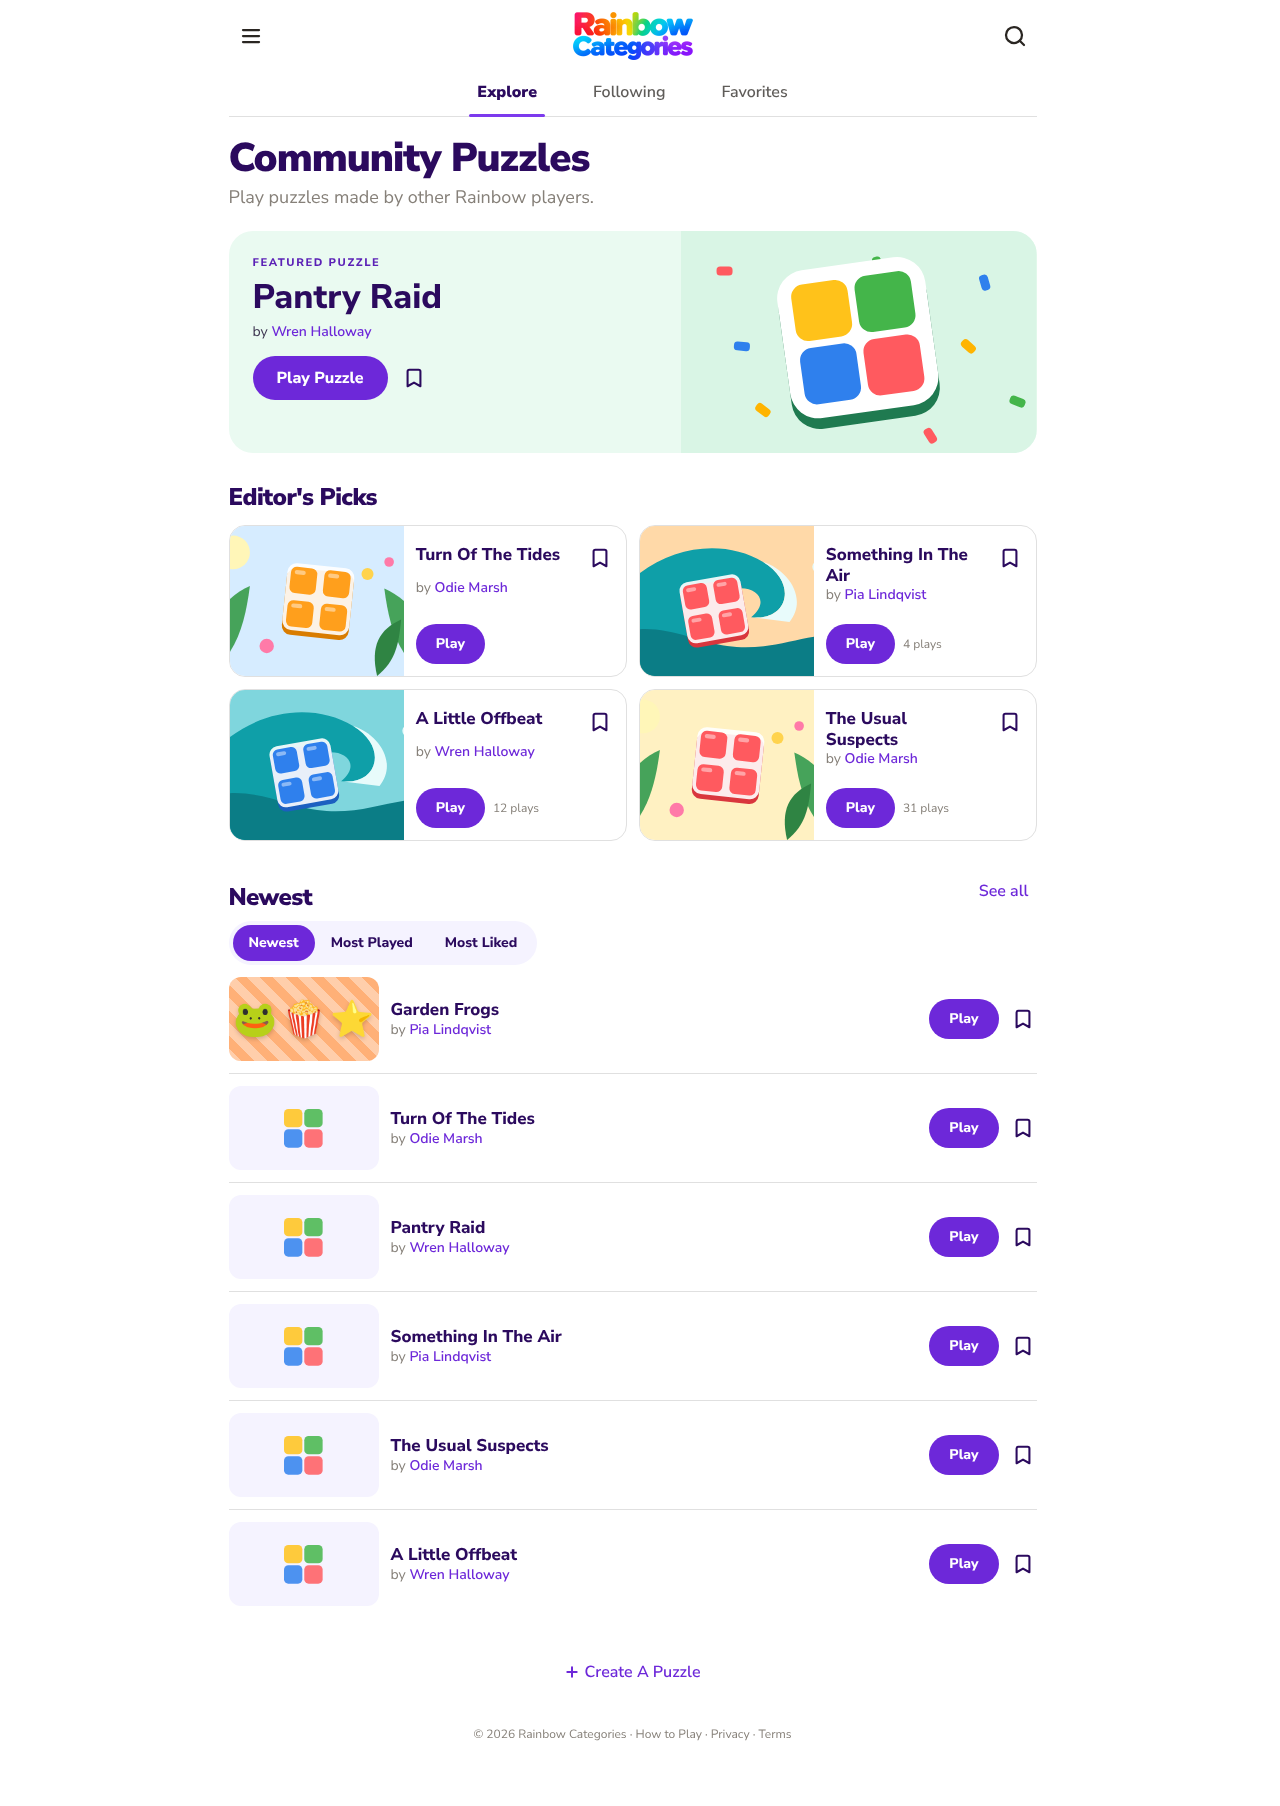 Rainbow
Categories
Explore
Following
Favorites
Community Puzzles
Play puzzles made by other Rainbow players.
FEATURED PUZZLE
Pantry Raid
by Wren Halloway
Play Puzzle
Editor's Picks
Turn Of The Tides
by Odie Marsh
Play
Something In The
Air
by Pia Lindqvist
Play
4 plays
A Little Offbeat
by Wren Halloway
Play
12 plays
The Usual
Suspects
by Odie Marsh
Play
31 plays
Newest
See all
Newest
Most Played
Most Liked
Garden Frogs
by Pia Lindqvist
Play
Turn Of The Tides
by Odie Marsh
Play
Pantry Raid
by Wren Halloway
Play
Something In The Air
by Pia Lindqvist
Play
The Usual Suspects
by Odie Marsh
Play
A Little Offbeat
by Wren Halloway
Play
+ Create A Puzzle
© 2026 Rainbow Categories · How to Play · Privacy · Terms